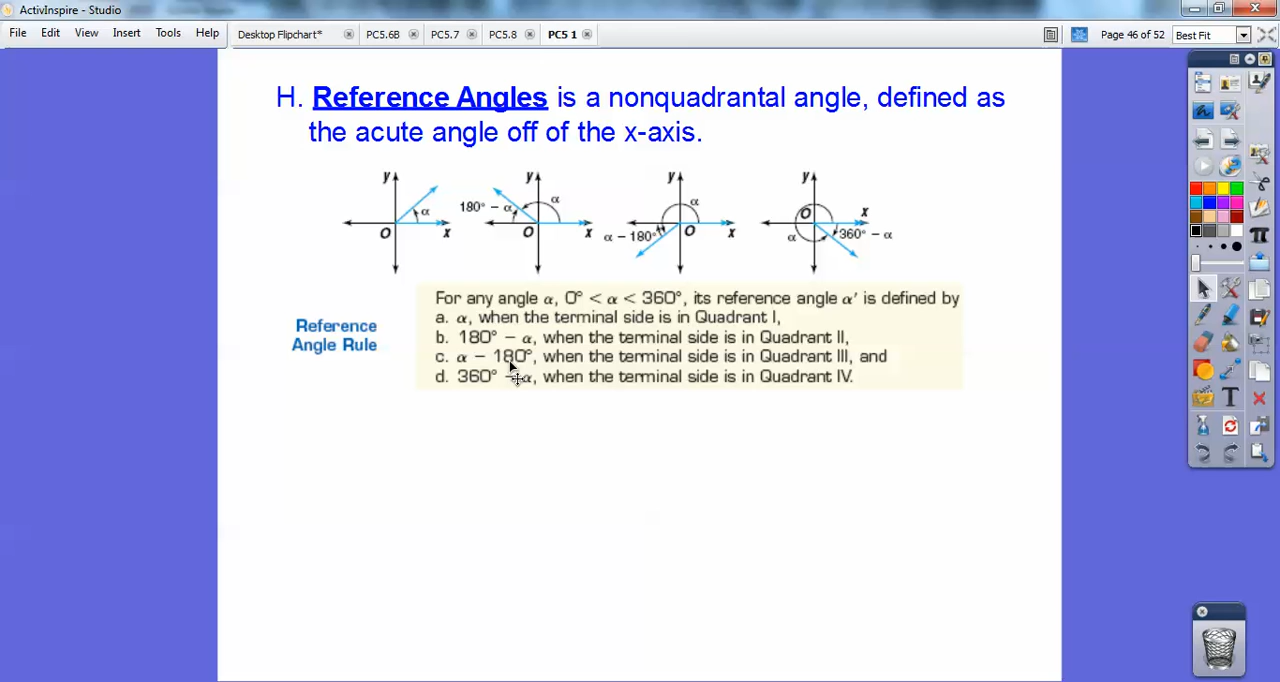 ActivInspire - Studio
File Edit View Insert Tools Help
Desktop Flipchart* PC5.6B PC5.7 PC5.8 PC5 1
Page 46 of 52 Best Fit
H. Reference Angles is a nonquadrantal angle, defined as
the acute angle off of the x-axis.
y α O x
y 180° - α α O x
y α α - 180° O x
y O x α 360° - α
Reference
Angle Rule
For any angle α, 0° < α < 360°, its reference angle α′ is defined by
a. α, when the terminal side is in Quadrant I,
b. 180° - α, when the terminal side is in Quadrant II,
c. α - 180°, when the terminal side is in Quadrant III, and
d. 360° - α, when the terminal side is in Quadrant IV.